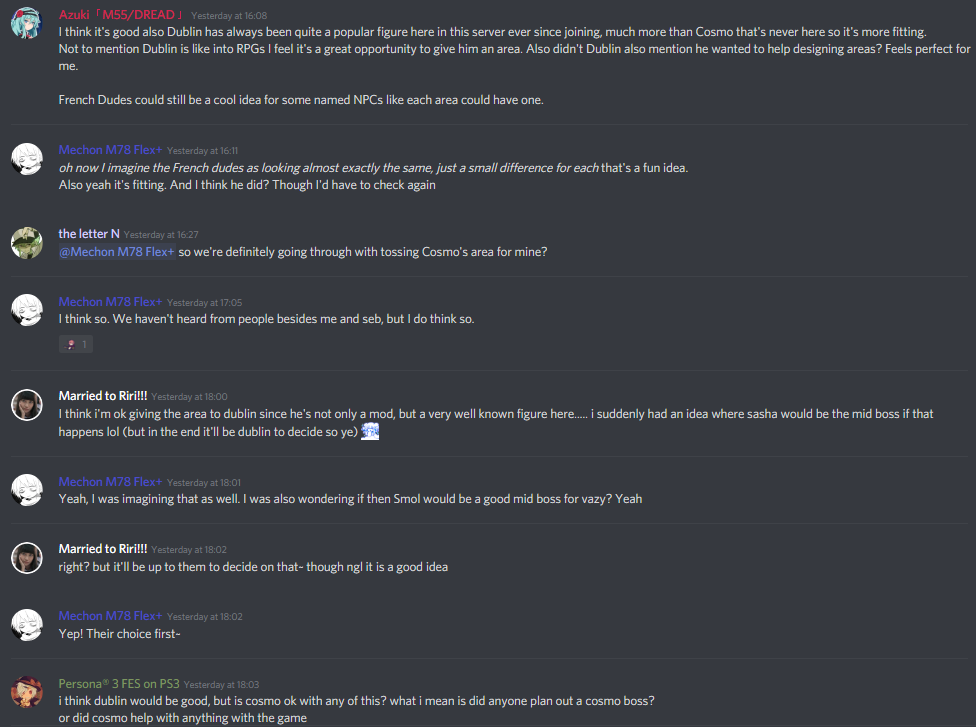 Azuki「M55/DREAD」 Yesterday at 16:08
I think it's good also Dublin has always been quite a popular figure here in this server ever since joining, much more than Cosmo that's never here so it's more fitting.
Not to mention Dublin is like into RPGs I feel it's a great opportunity to give him an area. Also didn't Dublin also mention he wanted to help designing areas? Feels perfect for
me.
French Dudes could still be a cool idea for some named NPCs like each area could have one.
Mechon M78 Flex+ Yesterday at 16:11
oh now I imagine the French dudes as looking almost exactly the same, just a small difference for each that's a fun idea.
Also yeah it's fitting. And I think he did? Though I'd have to check again
the letter N Yesterday at 16:27
@Mechon M78 Flex+ so we're definitely going through with tossing Cosmo's area for mine?
Mechon M78 Flex+ Yesterday at 17:05
I think so. We haven't heard from people besides me and seb, but I do think so.
1
Married to Riri!!! Yesterday at 18:00
I think i'm ok giving the area to dublin since he's not only a mod, but a very well known figure here..... i suddenly had an idea where sasha would be the mid boss if that
happens lol (but in the end it'll be dublin to decide so ye)
Mechon M78 Flex+ Yesterday at 18:01
Yeah, I was imagining that as well. I was also wondering if then Smol would be a good mid boss for vazy? Yeah
Married to Riri!!! Yesterday at 18:02
right? but it'll be up to them to decide on that~ though ngl it is a good idea
Mechon M78 Flex+ Yesterday at 18:02
Yep! Their choice first~
Persona® 3 FES on PS3 Yesterday at 18:03
i think dublin would be good, but is cosmo ok with any of this? what i mean is did anyone plan out a cosmo boss?
or did cosmo help with anything with the game